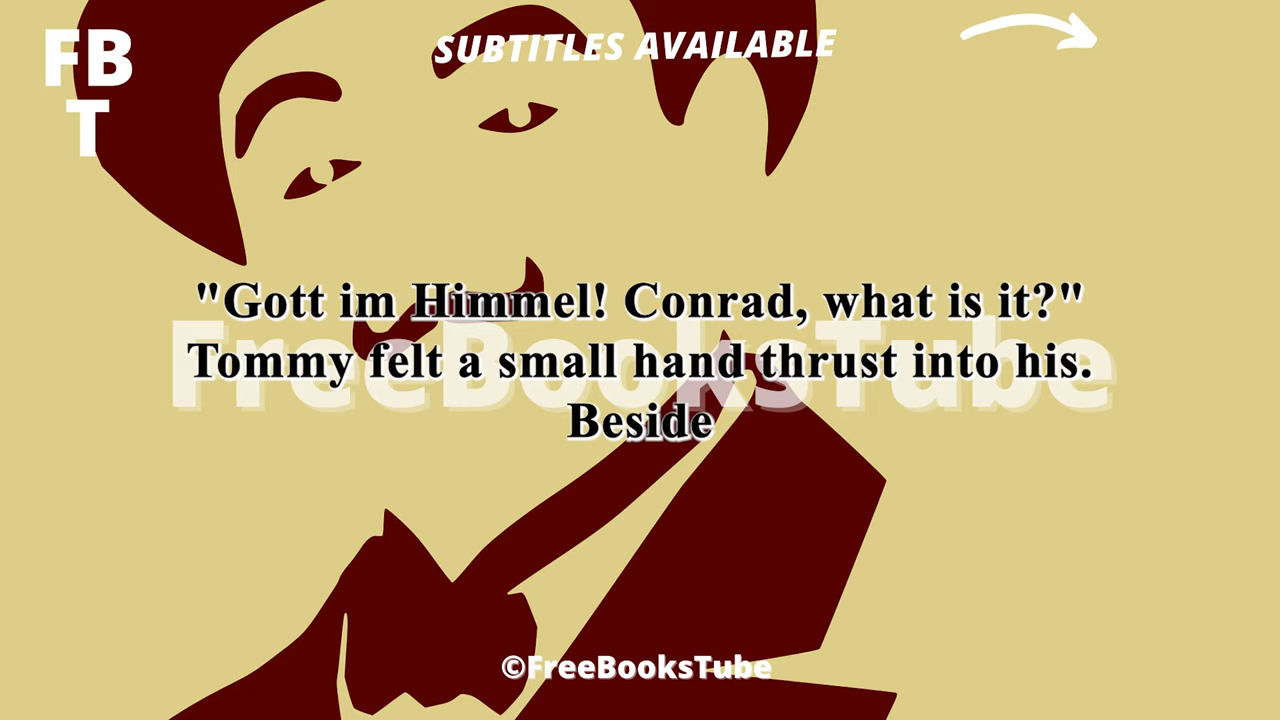 FB
T
SUBTITLES AVAILABLE
"Gott im Himmel! Conrad, what is it?"
Tommy felt a small hand thrust into his.
Beside
FreeBooksTube
©FreeBooksTube